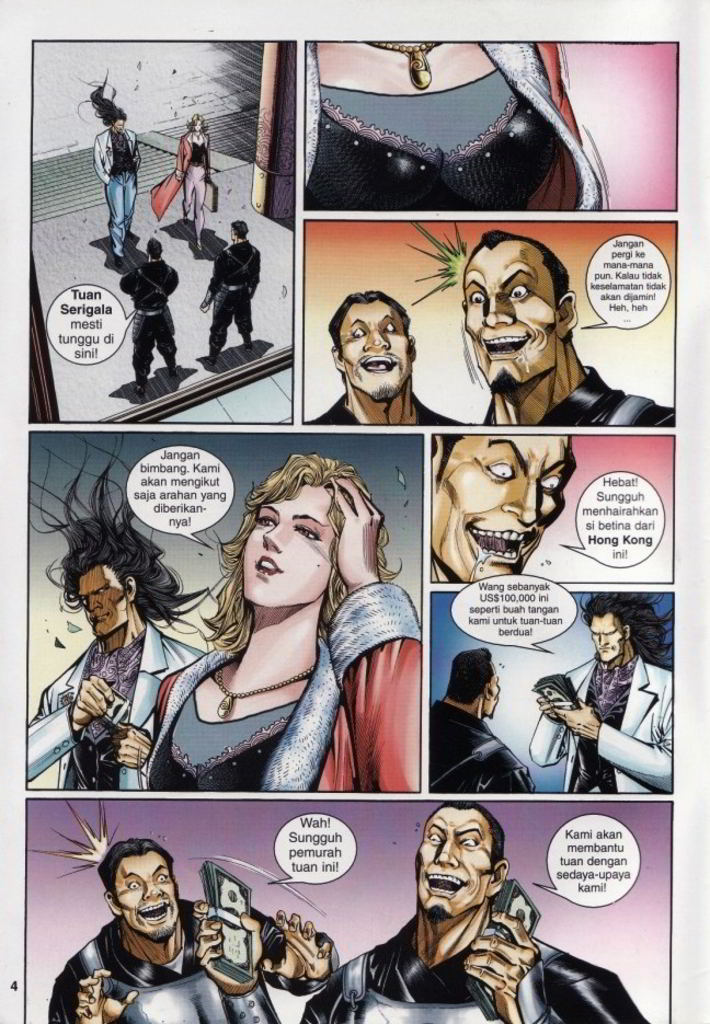 Tuan
Serigala
mesti
tunggu di
sini!
Jangan
pergi ke
mana-mana
pun. Kalau tidak
keselamatan tidak
akan dijamin!
Heh, heh
...
Jangan
bimbang. Kami
akan mengikut
saja arahan yang
diberikan-
nya!
Hebat!
Sungguh
menhairahkan
si betina dari
Hong Kong
ini!
Wang sebanyak
US$100,000 ini
seperti buah tangan
kami untuk tuan-tuan
berdua!
Wah!
Sungguh
pemurah
tuan ini!
Kami akan
membantu
tuan dengan
sedaya-upaya
kami!
4